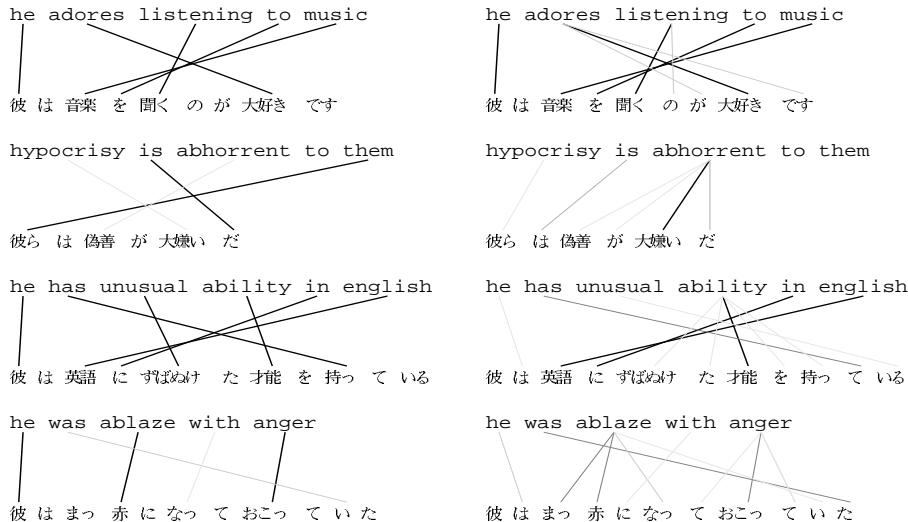 he adores listening to music
彼 は 音楽 を 聞く の が 大好き です
hypocrisy is abhorrent to them
彼ら は 偽善 が 大嫌い だ
he has unusual ability in english
彼 は 英語 に ずばぬけ た 才能 を 持っ て いる
he was ablaze with anger
彼 は まっ 赤 に なっ て おこっ て い た
he adores listening to music
彼 は 音楽 を 聞く の が 大好き です
hypocrisy is abhorrent to them
彼ら は 偽善 が 大嫌い だ
he has unusual ability in english
彼 は 英語 に ずばぬけ た 才能 を 持っ て いる
he was ablaze with anger
彼 は まっ 赤 に なっ て おこっ て い た